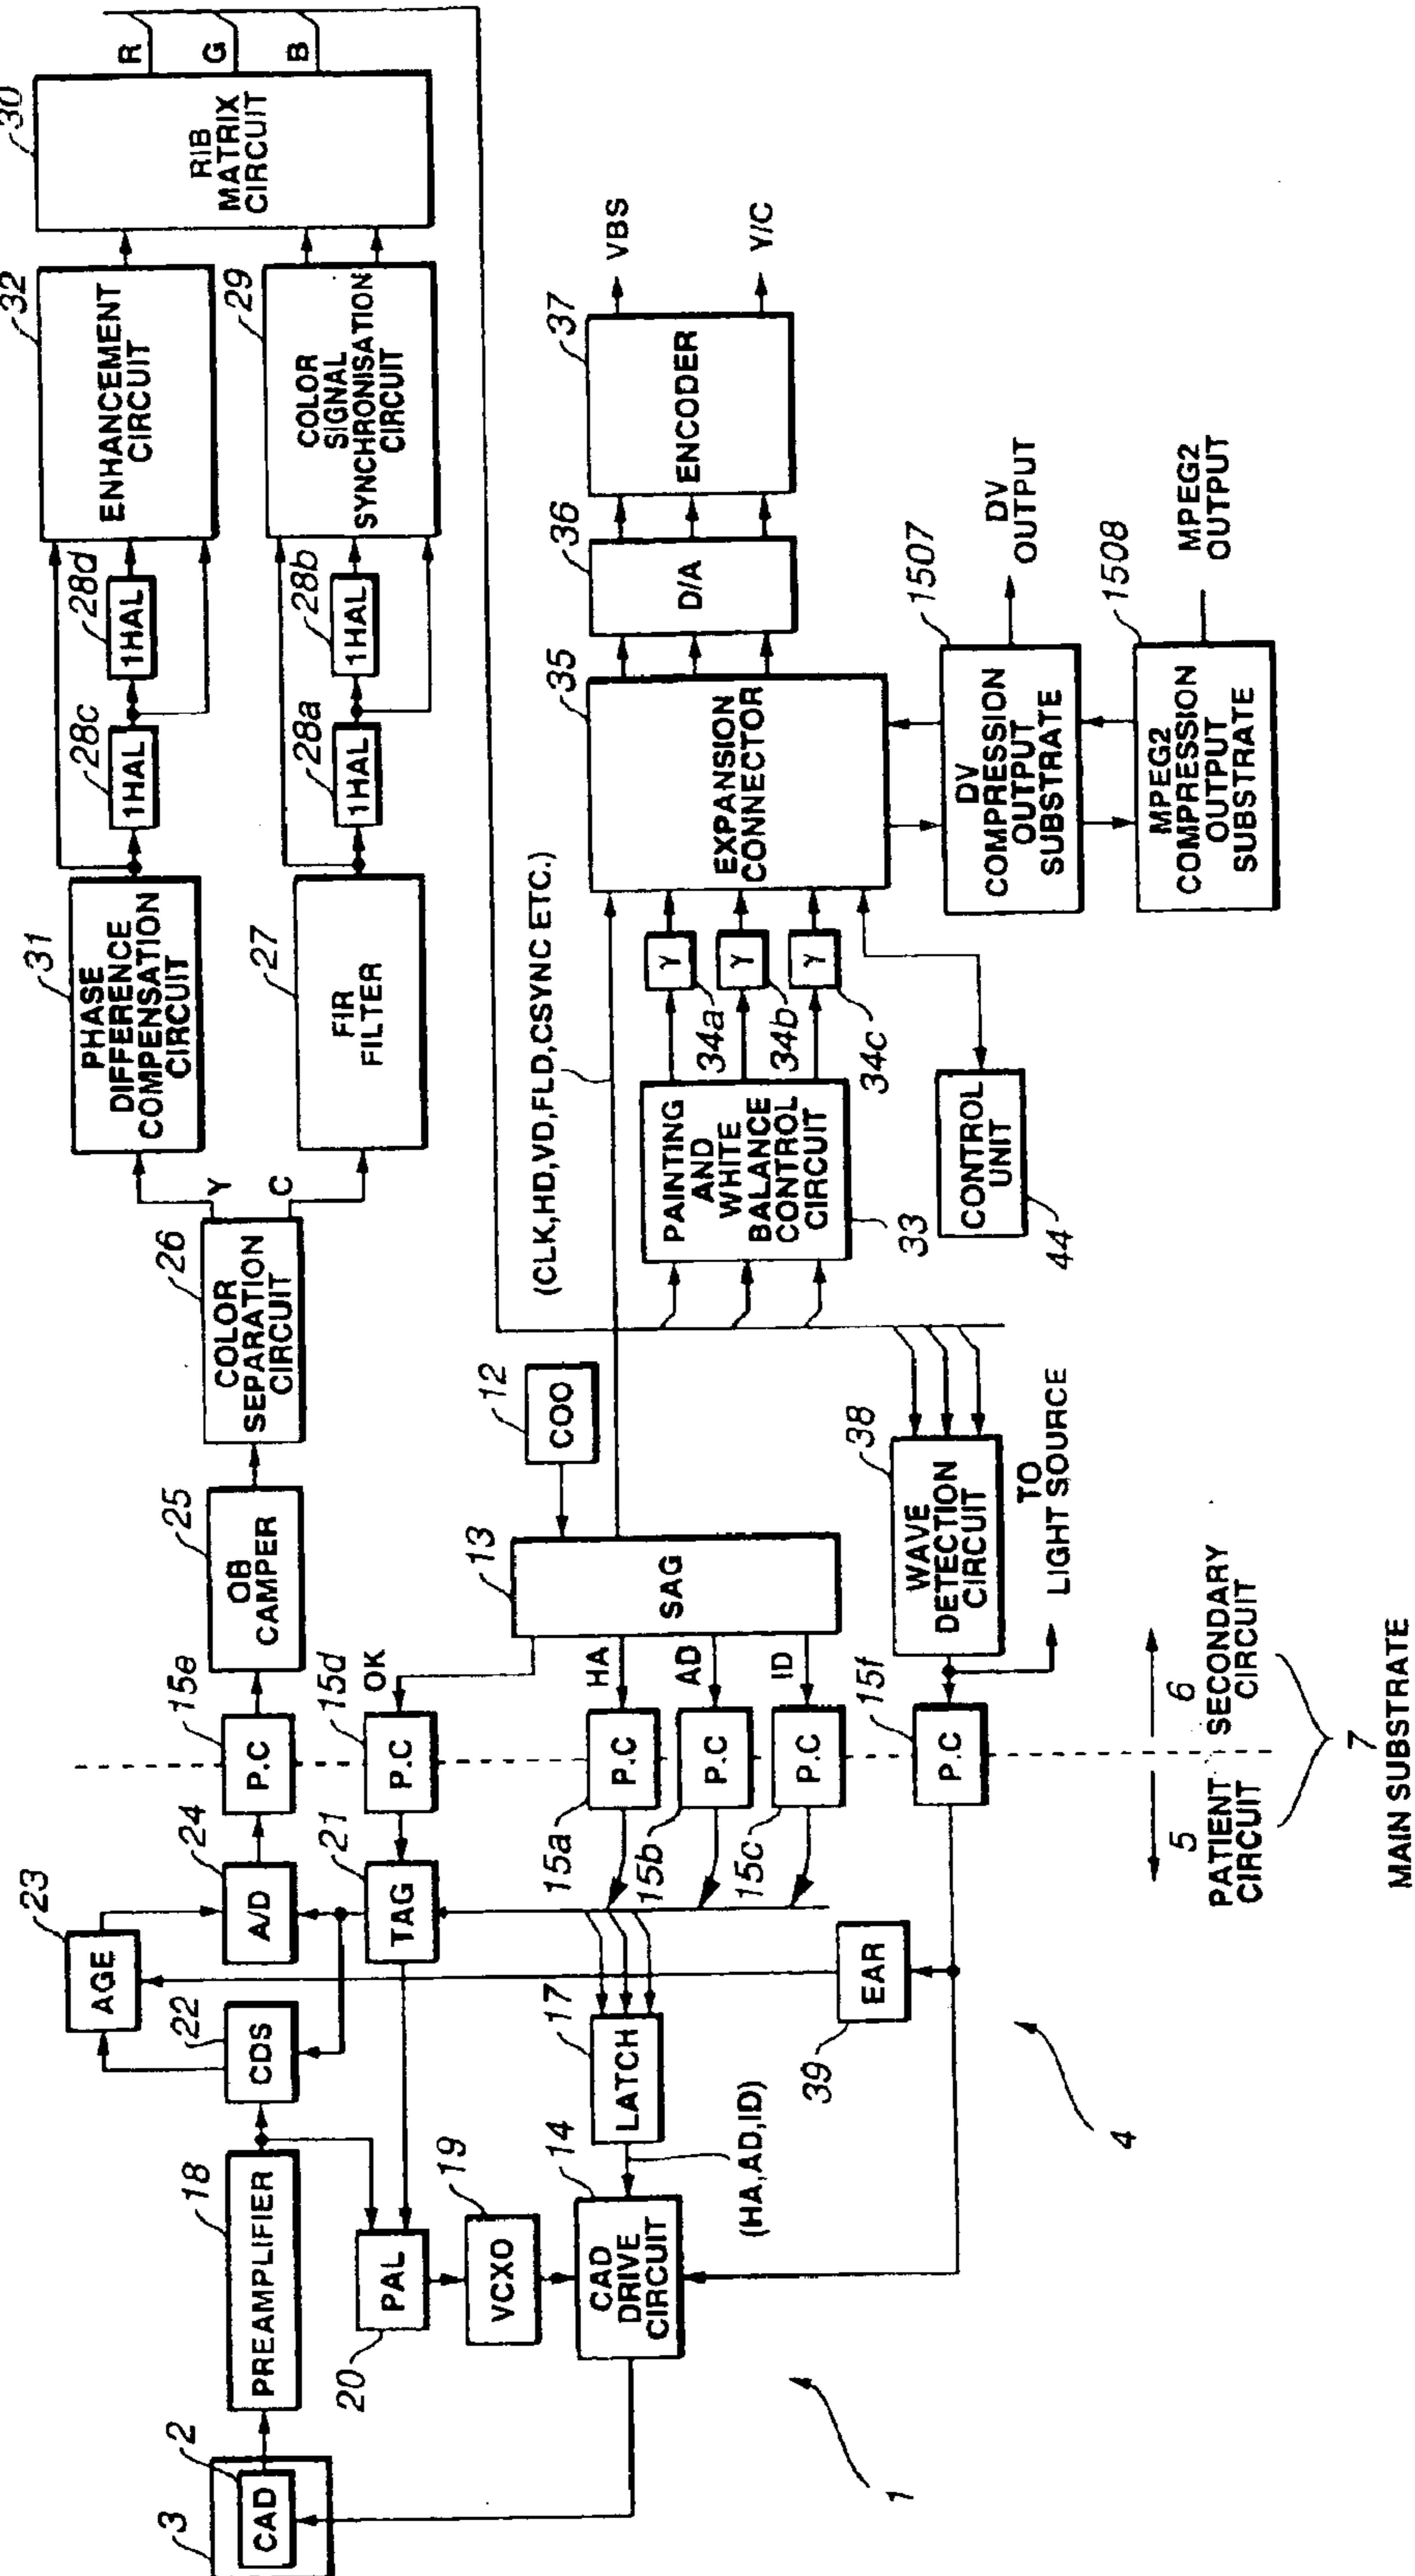 3
2
CAD
18
PREAMPLIFIER
22
CDS
23
AGE
24
A/D
15e
P.C
25
OB
CAMPER
26
COLOR
SEPARATION
CIRCUIT
Y
C
31
PHASE
DIFFERENCE
COMPENSATION
CIRCUIT
27
FIR
FILTER
28c
1HAL
28d
1HAL
28a
1HAL
28b
1HAL
32
ENHANCEMENT
CIRCUIT
29
COLOR
SIGNAL
SYNCHRONISATION
CIRCUIT
30
RIB
MATRIX
CIRCUIT
R
G
B
20
PAL
19
VCXO
21
TAG
15d
P.C
OK
14
CAD
DRIVE
CIRCUIT
17
LATCH
(HA,AD,ID)
15a
P.C
HA
15b
P.C
AD
15c
P.C
ID
13
SAG
12
COO
(CLK,HD,VD,FLD,CSYNC ETC.)
39
EAR
15f
P.C
38
WAVE
DETECTION
CIRCUIT
TO
LIGHT SOURCE
PAINTING
AND
WHITE
BALANCE
CONTROL
CIRCUIT
33
γ
34a
γ
34b
γ
34c
35
EXPANSION
CONNECTOR
36
D/A
37
ENCODER
VBS
Y/C
CONTROL
UNIT
44
1507
DV
COMPRESSION
OUTPUT
SUBSTRATE
DV
OUTPUT
1508
MPEG2
COMPRESSION
OUTPUT
SUBSTRATE
MPEG2
OUTPUT
1
4
5
PATIENT
CIRCUIT
6
SECONDARY
CIRCUIT
7
MAIN SUBSTRATE